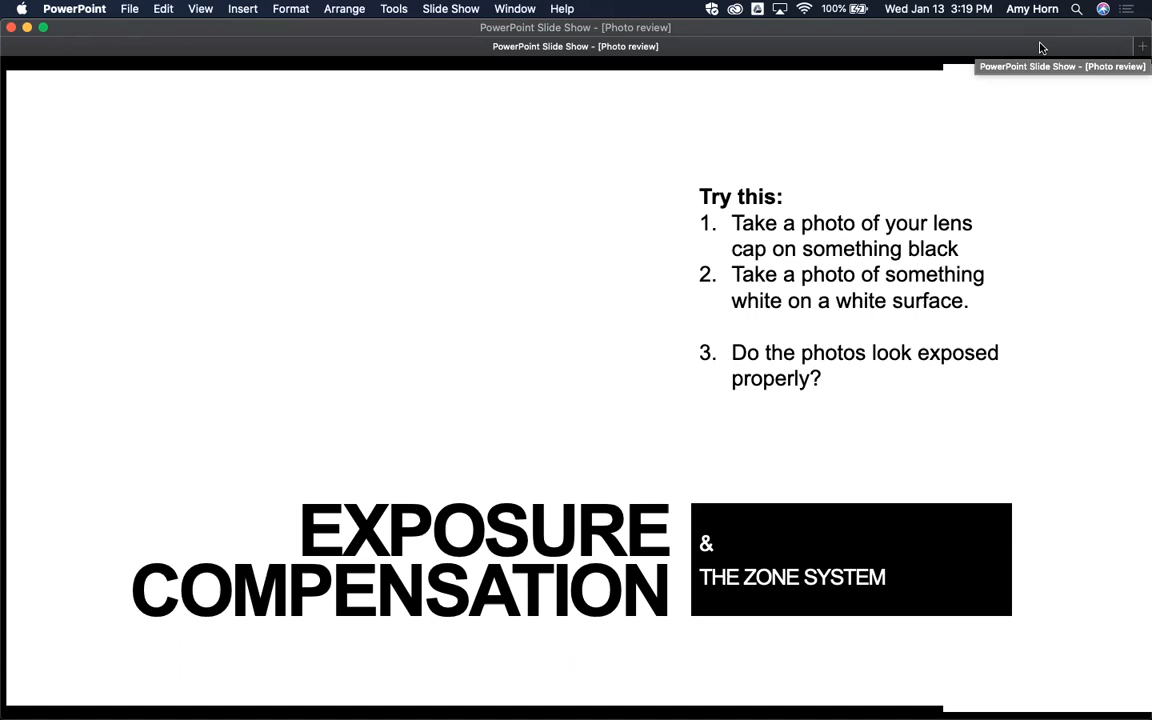 PowerPoint File Edit View Insert Format Arrange Tools Slide Show Window Help 100% Wed Jan 13 3:19 PM Amy Horn
PowerPoint Slide Show - [Photo review]
PowerPoint Slide Show - [Photo review]
PowerPoint Slide Show - [Photo review]
Try this:
1. Take a photo of your lens
cap on something black
2. Take a photo of something
white on a white surface.
3. Do the photos look exposed
properly?
EXPOSURE
COMPENSATION
&
THE ZONE SYSTEM